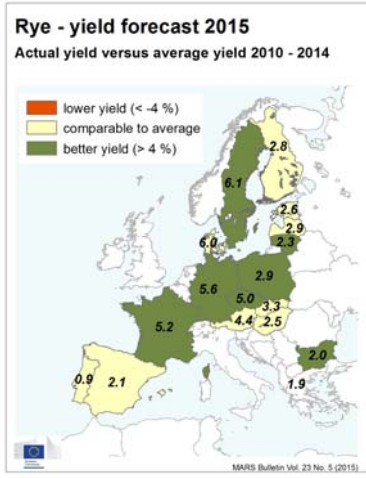 Rye - yield forecast 2015
Actual yield versus average yield 2010 - 2014
lower yield (< -4 %)
comparable to average
better yield (> 4 %)
2.8
6.1
2.6
2.9
6.0
2.3
5.6
2.9
5.0
3.3
5.2
4.4
2.5
0.9
2.1
2.0
1.9
MARS Bulletin Vol. 23 No. 5 (2015)